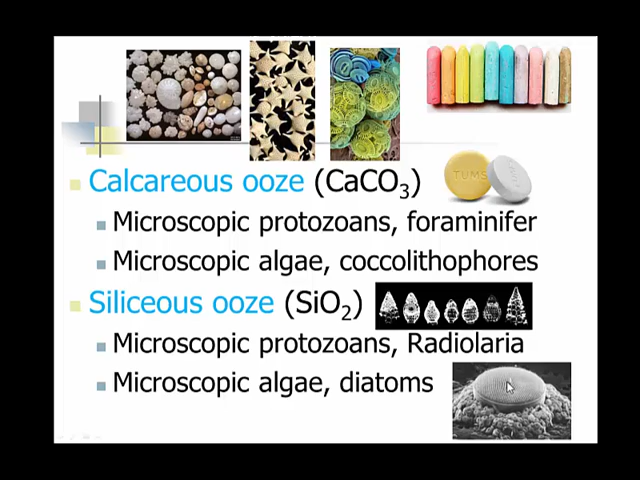 Calcareous ooze (CaCO₃)
TUMS
Microscopic protozoans, foraminifer
Microscopic algae, coccolithophores
Siliceous ooze (SiO₂)
Microscopic protozoans, Radiolaria
Microscopic algae, diatoms